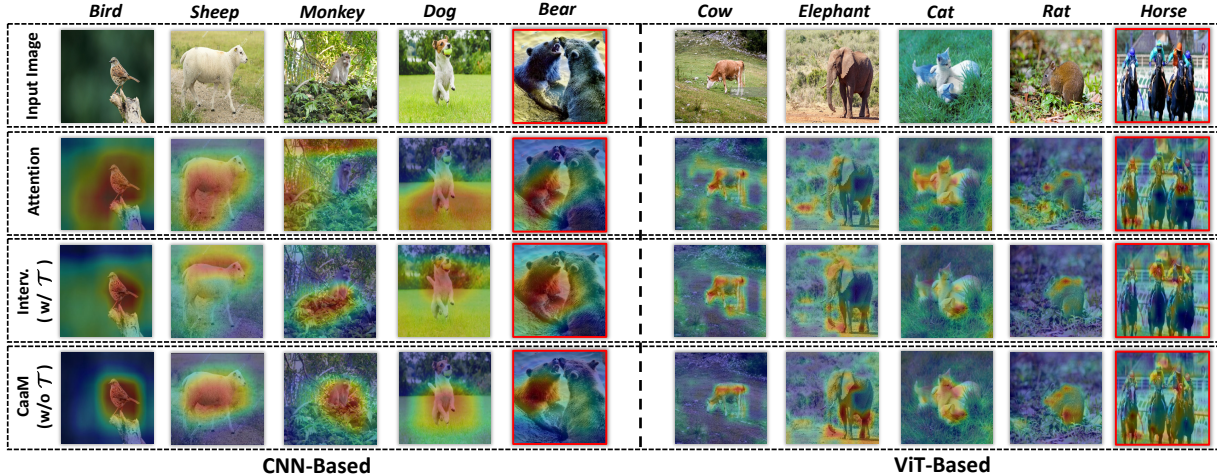 Bird Sheep Monkey Dog Bear Cow Elephant Cat Rat Horse
Input Image
Attention
Interv.
(w/ 𝒯)
CaaM
(w/o 𝒯)
CNN-Based ViT-Based